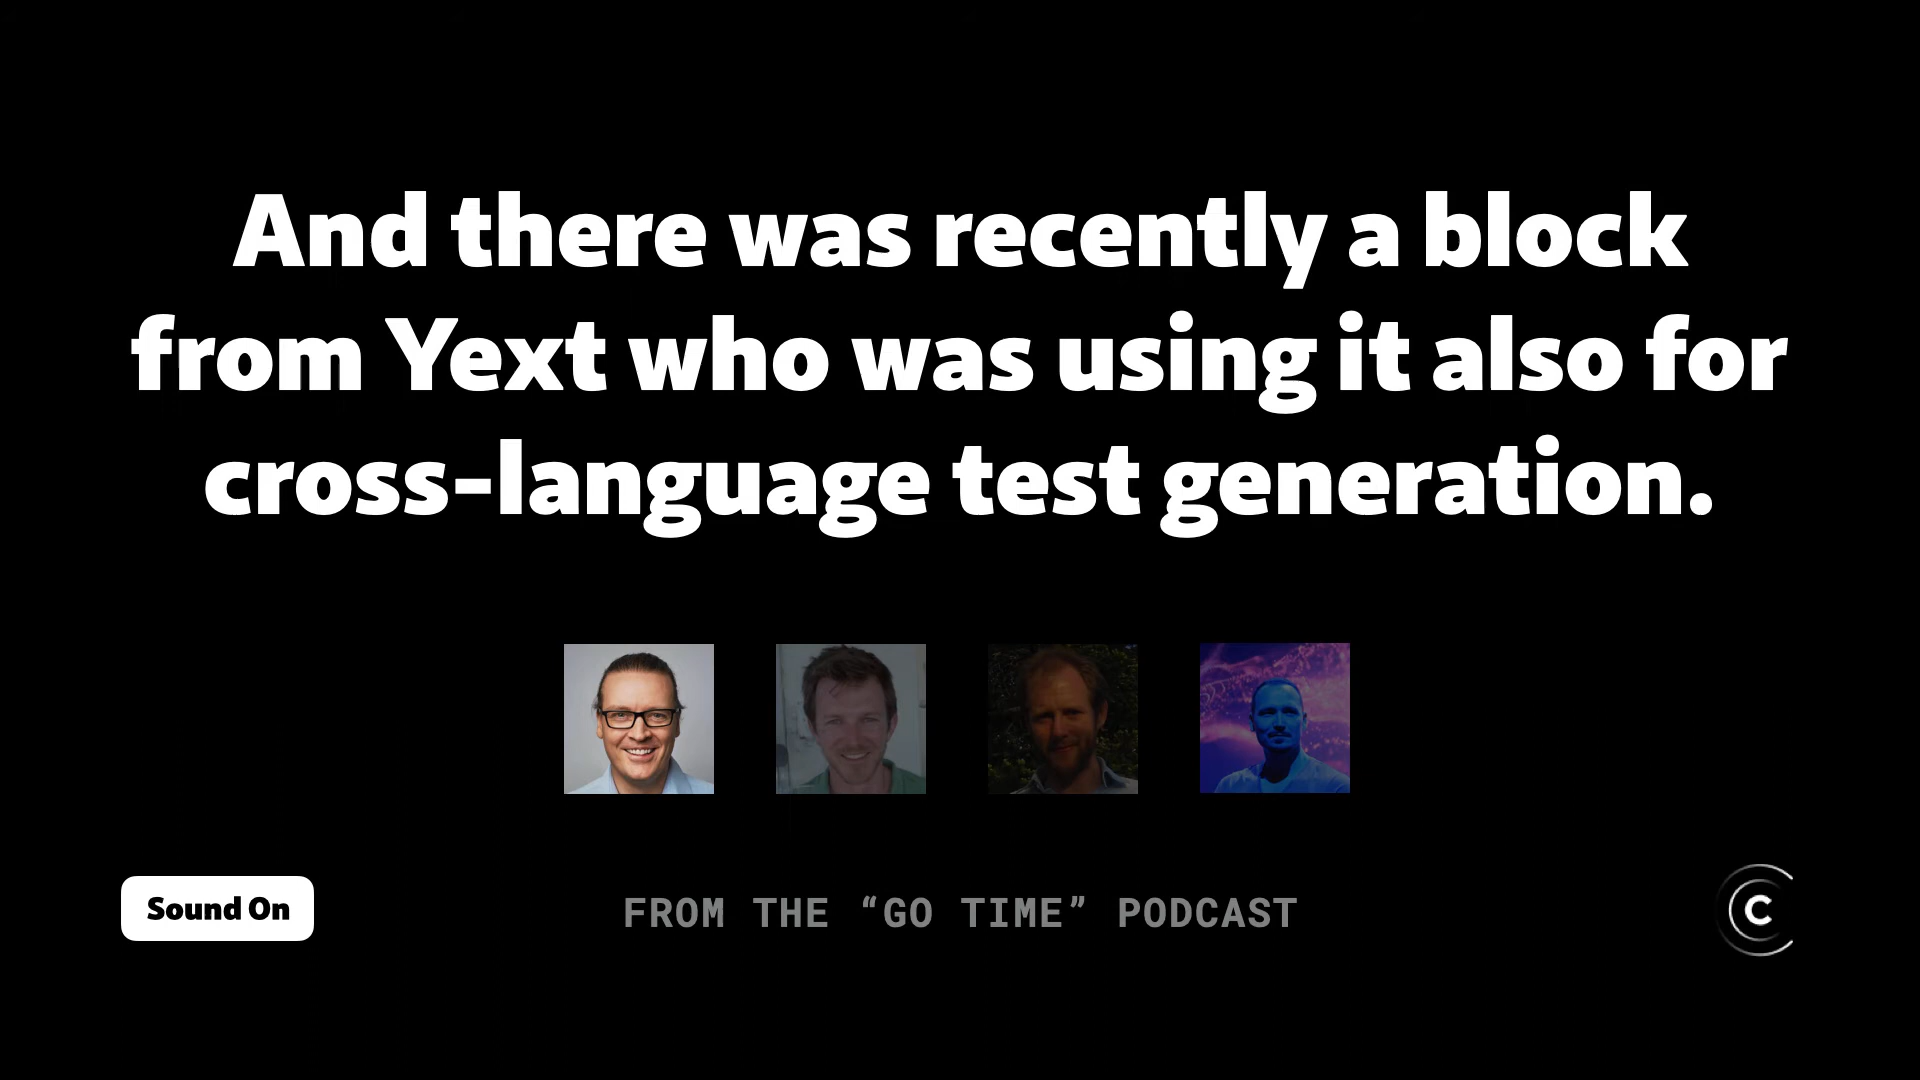 And there was recently a block
from Yext who was using it also for
cross-language test generation.
Sound On
FROM THE “GO TIME” PODCAST
C